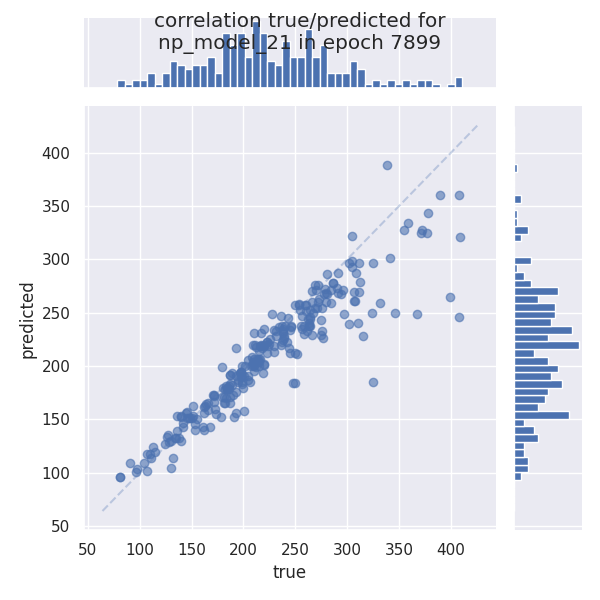 correlation true/predicted for
np_model_21 in epoch 7899
400
350
300
250
200
150
100
50
predicted
50 100 150 200 250 300 350 400
true